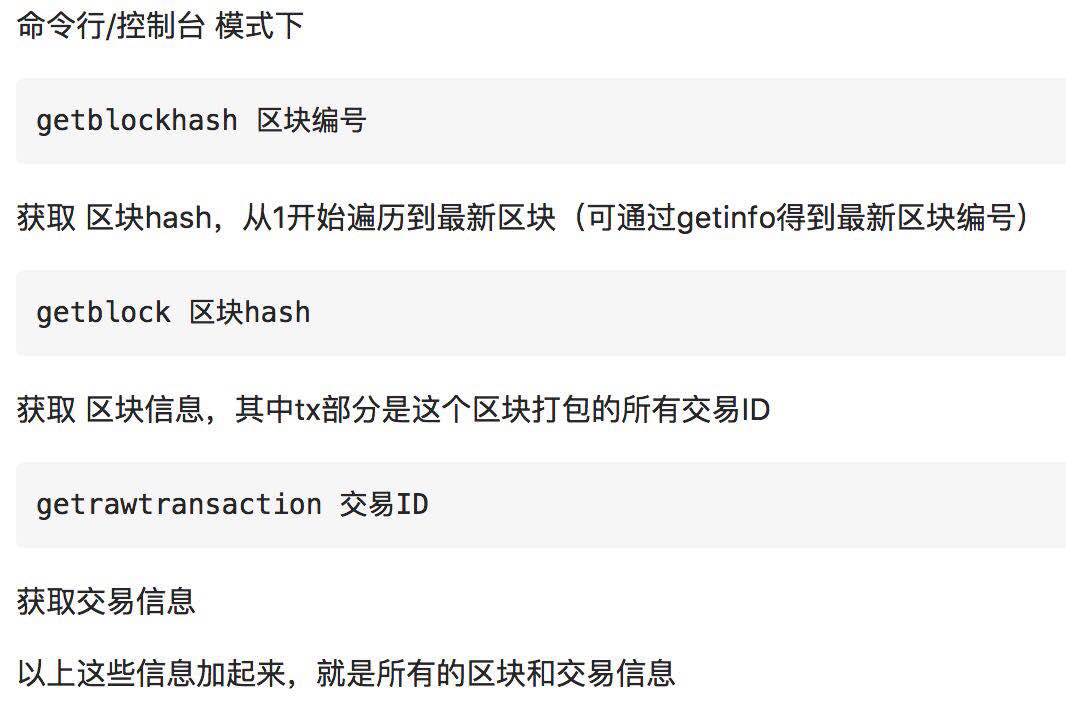 命令行/控制台 模式下
getblockhash 区块编号
获取 区块hash，从1开始遍历到最新区块（可通过getinfo得到最新区块编号）
getblock 区块hash
获取 区块信息，其中tx部分是这个区块打包的所有交易ID
getrawtransaction 交易ID
获取交易信息
以上这些信息加起来，就是所有的区块和交易信息